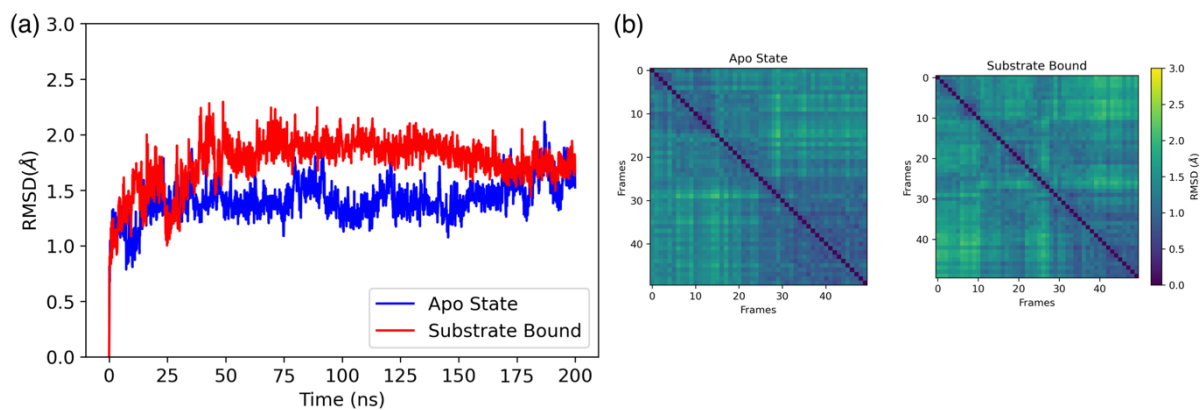 (a)
3.0
2.5
2.0
1.5
1.0
0.5
0.0
RMSD(Å)
0 25 50 75 100 125 150 175 200
Time (ns)
Apo State
Substrate Bound
(b)
Apo State
0
10
20
30
40
Frames
0 10 20 30 40
Frames
Substrate Bound
0
10
20
30
40
Frames
0 10 20 30 40
Frames
3.0
2.5
2.0
1.5
1.0
0.5
0.0
RMSD (Å)